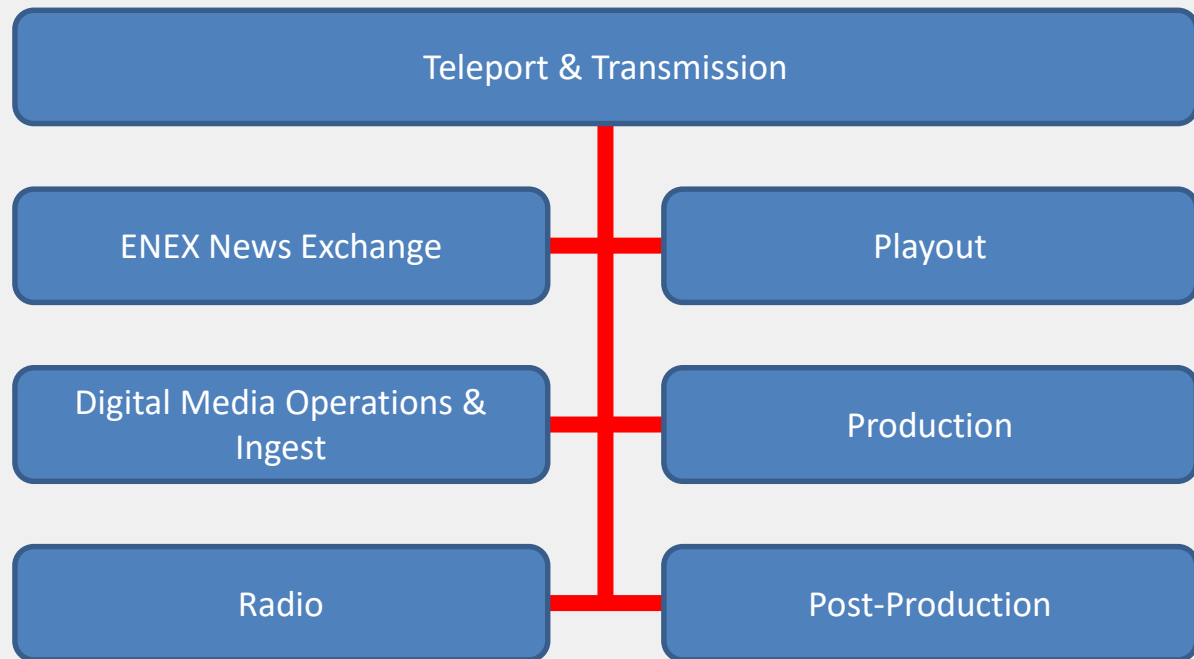 Teleport & Transmission
ENEX News Exchange
Playout
Digital Media Operations &
Ingest
Production
Radio
Post-Production